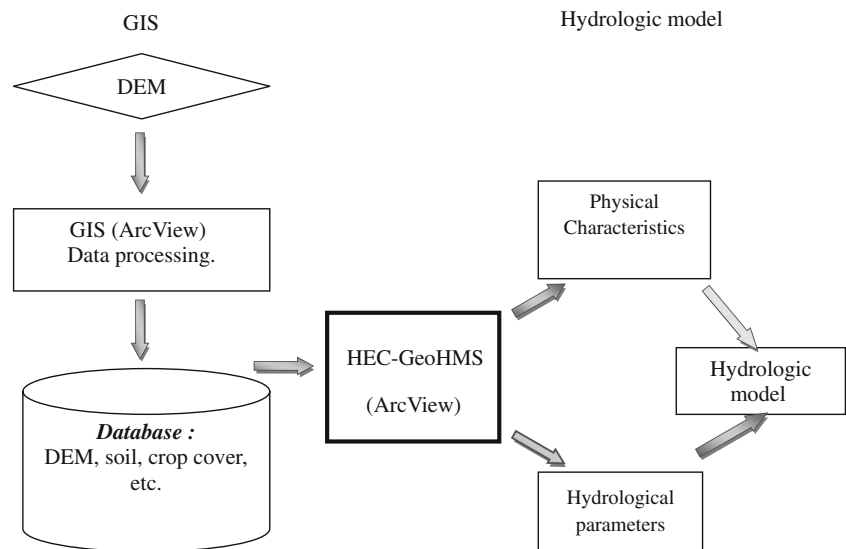 GIS
Hydrologic model
DEM
GIS (ArcView)
Data processing.
Database :
DEM, soil, crop cover,
etc.
HEC-GeoHMS
(ArcView)
Physical
Characteristics
Hydrologic
model
Hydrological
parameters